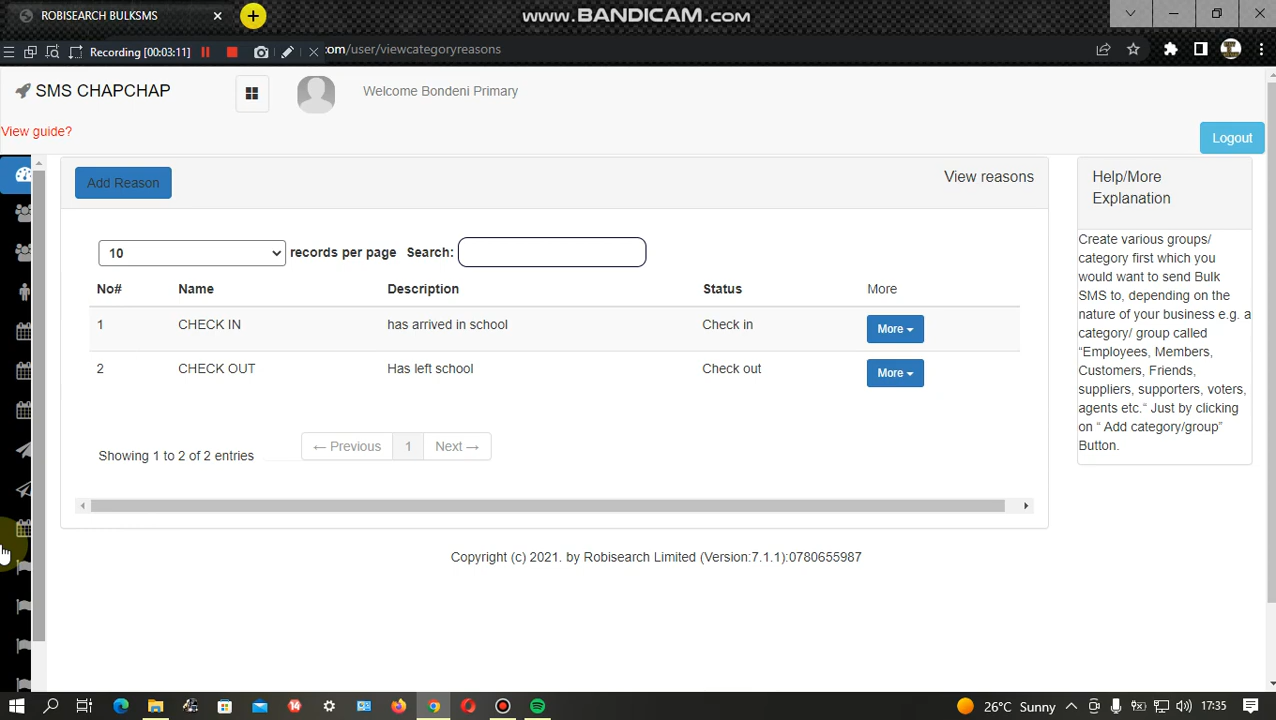 ROBISEARCH BULKSMS
www.BANDICAM.com
Recording [00:03:11]
com/user/viewcategoryreasons
SMS CHAPCHAP
Welcome Bondeni Primary
View guide?
Logout
Add Reason
View reasons
Help/More
Explanation
10 records per page Search:
No# Name Description Status More
1 CHECK IN has arrived in school Check in More
2 CHECK OUT Has left school Check out More
← Previous 1 Next →
Showing 1 to 2 of 2 entries
Create various groups/
category first which you
would want to send Bulk
SMS to, depending on the
nature of your business e.g. a
category/ group called
“Employees, Members,
Customers, Friends,
suppliers, supporters, voters,
agents etc.“ Just by clicking
on “ Add category/group”
Button.
Copyright (c) 2021. by Robisearch Limited (Version:7.1.1):0780655987
26°C Sunny 17:35